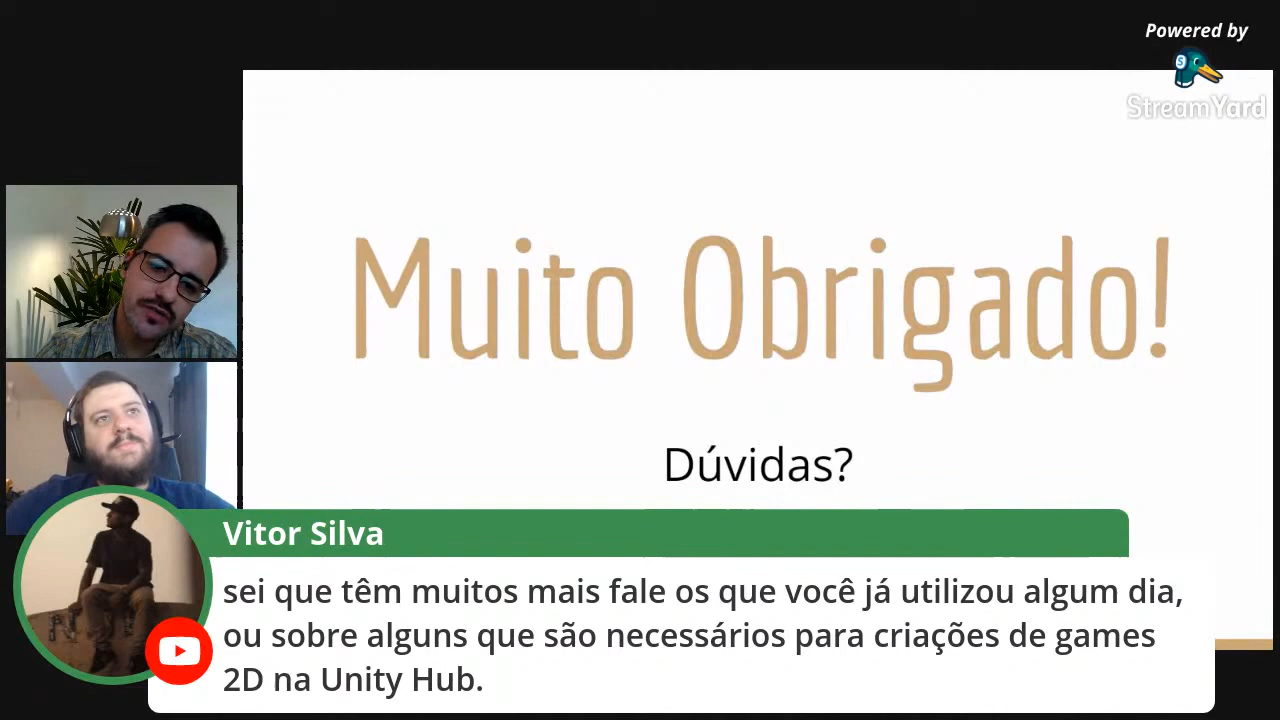 Powered by
StreamYard
Muito Obrigado!
Dúvidas?
Vitor Silva
sei que têm muitos mais fale os que você já utilizou algum dia,
ou sobre alguns que são necessários para criações de games
2D na Unity Hub.